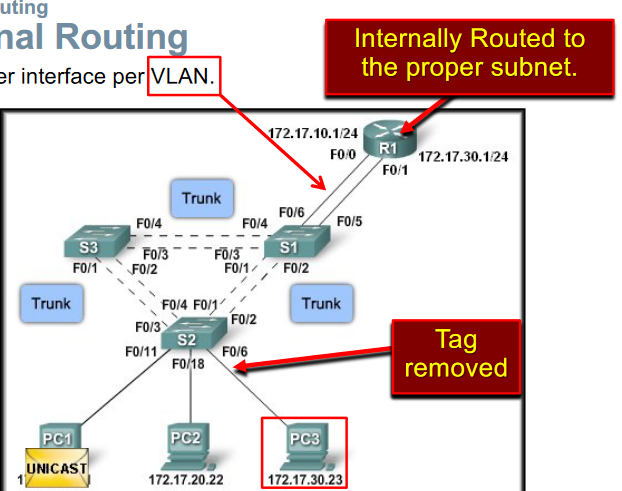 uting
nal Routing
er interface per VLAN.
Internally Routed to
the proper subnet.
172.17.10.1/24
R1
F0/0
172.17.30.1/24
F0/1
Trunk
F0/6
F0/5
F0/4
F0/4
S3
S1
F0/3
F0/3
F0/1
F0/2
F0/1
F0/2
Trunk
Trunk
F0/4
F0/1
F0/3
F0/2
S2
F0/11
F0/18
F0/6
Tag
removed
PC1
PC2
PC3
UNICAST
172.17.20.22
172.17.30.23